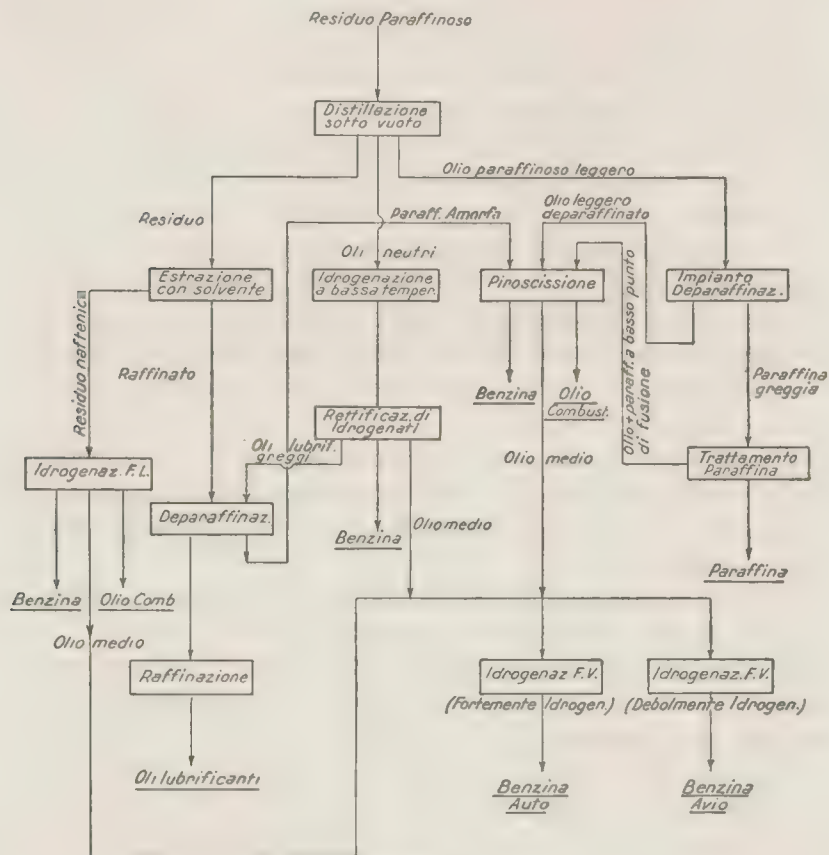 Residuo Paraffinoso
Distillazione
sotto vuoto
Olio paraffinoso leggero
Residuo
Paraff. Amorfa
Olio leggero
deparaffinato
Oli neutri
Estrazione
con solvente
Idrogenazione
a bassa temper.
Piroscissione
Impianto
Deparaffinaz.
Residuo naftenico
Raffinato
Benzina
Olio
Combust.
Olio+paraff. a basso punto
di fusione
Paraffina
greggia
Rettificaz. di
Idrogenati
Oli lubrif.
greggi
Olio medio
Trattamento
Paraffina
Idrogenaz. F.L.
Deparaffinaz.
Benzina
Olio medio
Paraffina
Benzina
Olio Comb
Olio medio
Raffinazione
Idrogenaz F.V.
(Fortemente Idrogen.)
Idrogenaz. F.V.
(Debolmente Idrogen.)
Oli lubrificanti
Benzina
Auto
Benzina
Avio